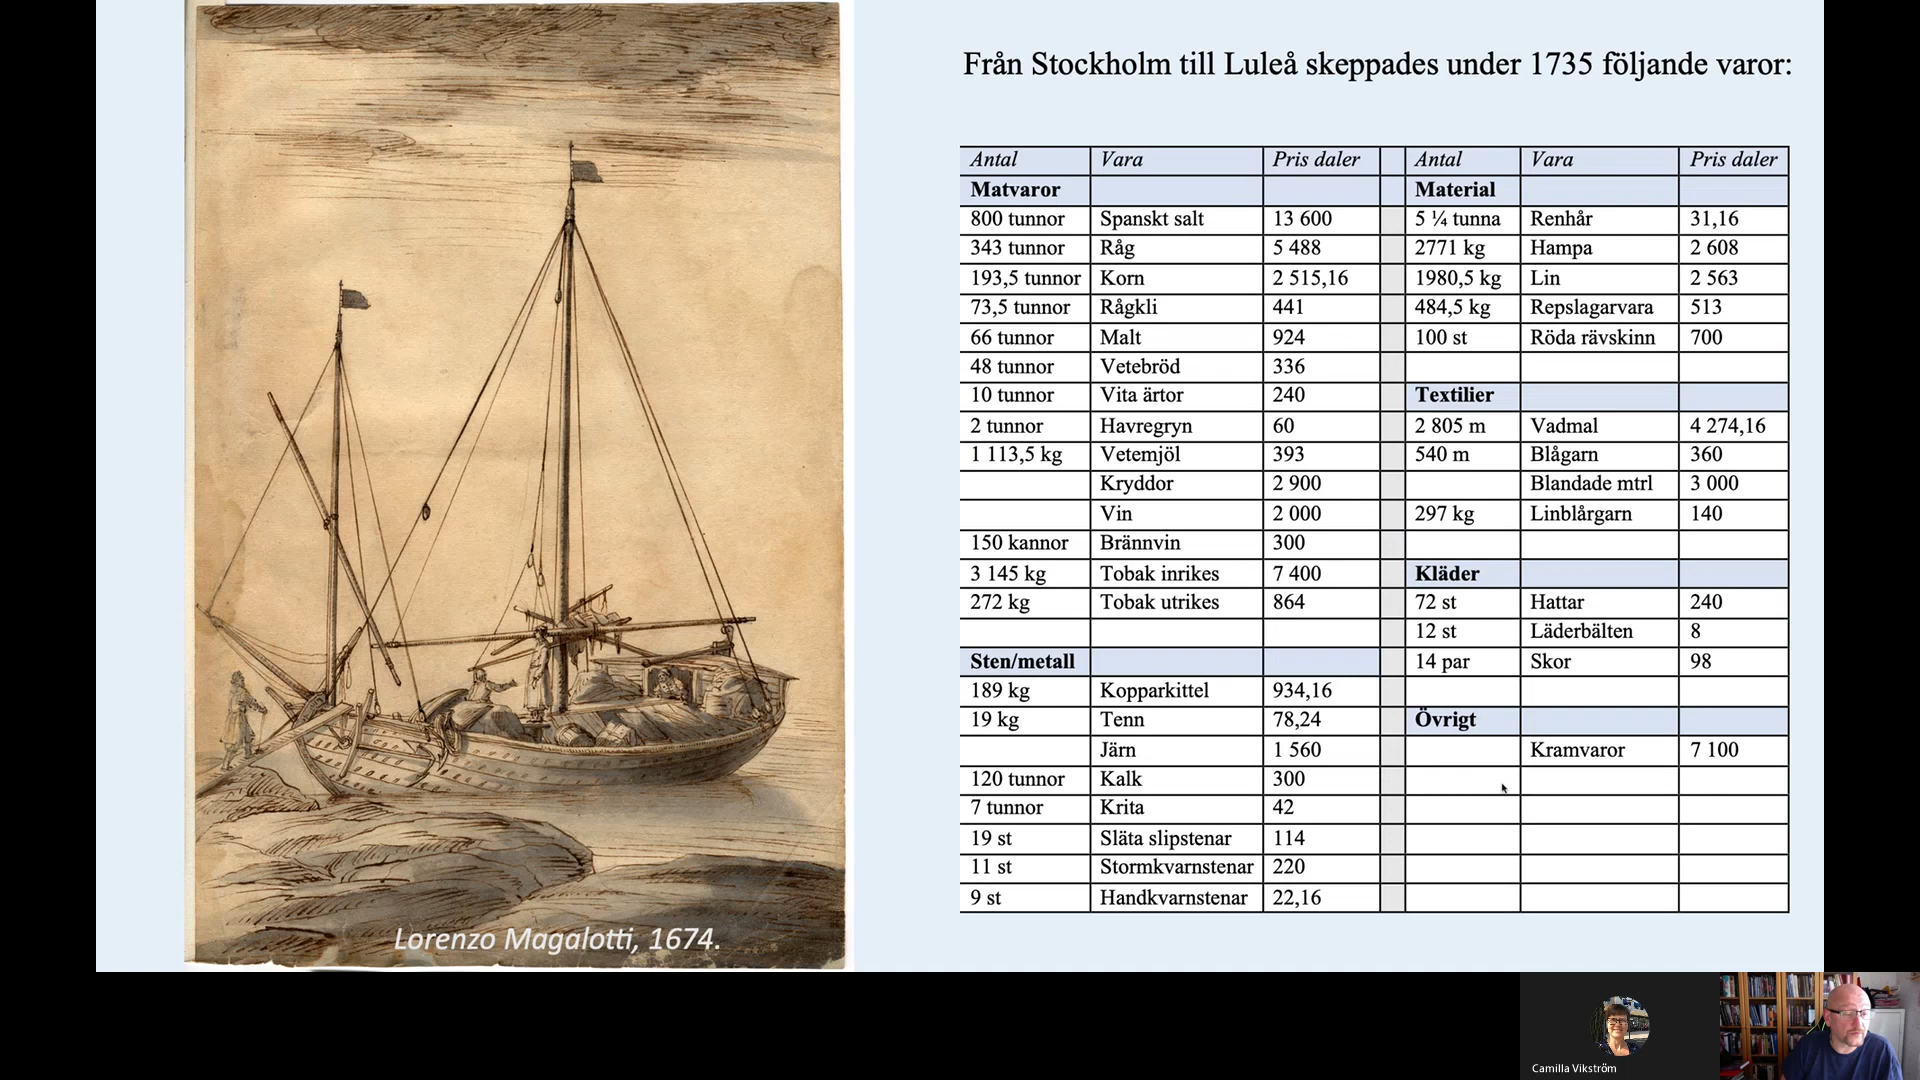 Från Stockholm till Luleå skeppades under 1735 följande varor:
Antal Vara Pris daler
Matvaror
800 tunnor Spanskt salt 13 600
343 tunnor Råg 5 488
193,5 tunnor Korn 2 515,16
73,5 tunnor Rågkli 441
66 tunnor Malt 924
48 tunnor Vetebröd 336
10 tunnor Vita ärtor 240
2 tunnor Havregryn 60
1 113,5 kg Vetemjöl 393
Kryddor 2 900
Vin 2 000
150 kannor Brännvin 300
3 145 kg Tobak inrikes 7 400
272 kg Tobak utrikes 864
Sten/metall
189 kg Kopparkittel 934,16
19 kg Tenn 78,24
Järn 1 560
120 tunnor Kalk 300
7 tunnor Krita 42
19 st Släta slipstenar 114
11 st Stormkvarnstenar 220
9 st Handkvarnstenar 22,16
Antal Vara Pris daler
Material
5 ¼ tunna Renhår 31,16
2771 kg Hampa 2 608
1980,5 kg Lin 2 563
484,5 kg Repslagarvara 513
100 st Röda rävskinn 700
Textilier
2 805 m Vadmal 4 274,16
540 m Blågarn 360
Blandade mtrl 3 000
297 kg Linblårgarn 140
Kläder
72 st Hattar 240
12 st Läderbälten 8
14 par Skor 98
Övrigt
Kramvaror 7 100
Lorenzo Magalotti, 1674.
Camilla Vikström